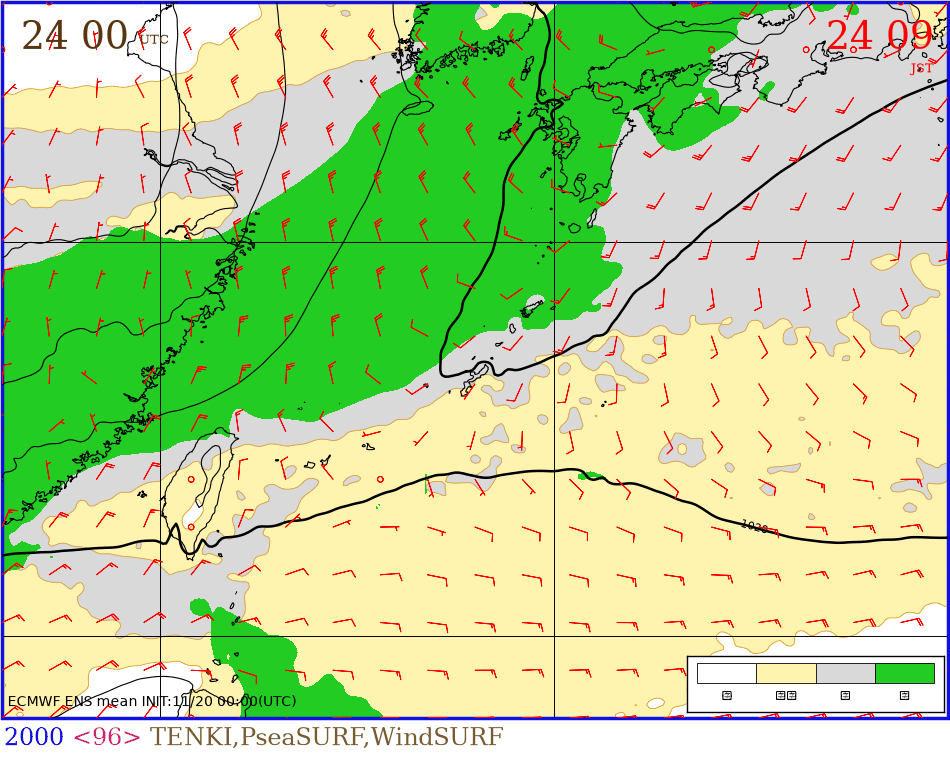 24 00 UTC
24 09
JST
1020
ECMWF ENS mean INIT:11/20 00:00(UTC)
2000 <96> TENKI,PseaSURF,WindSURF